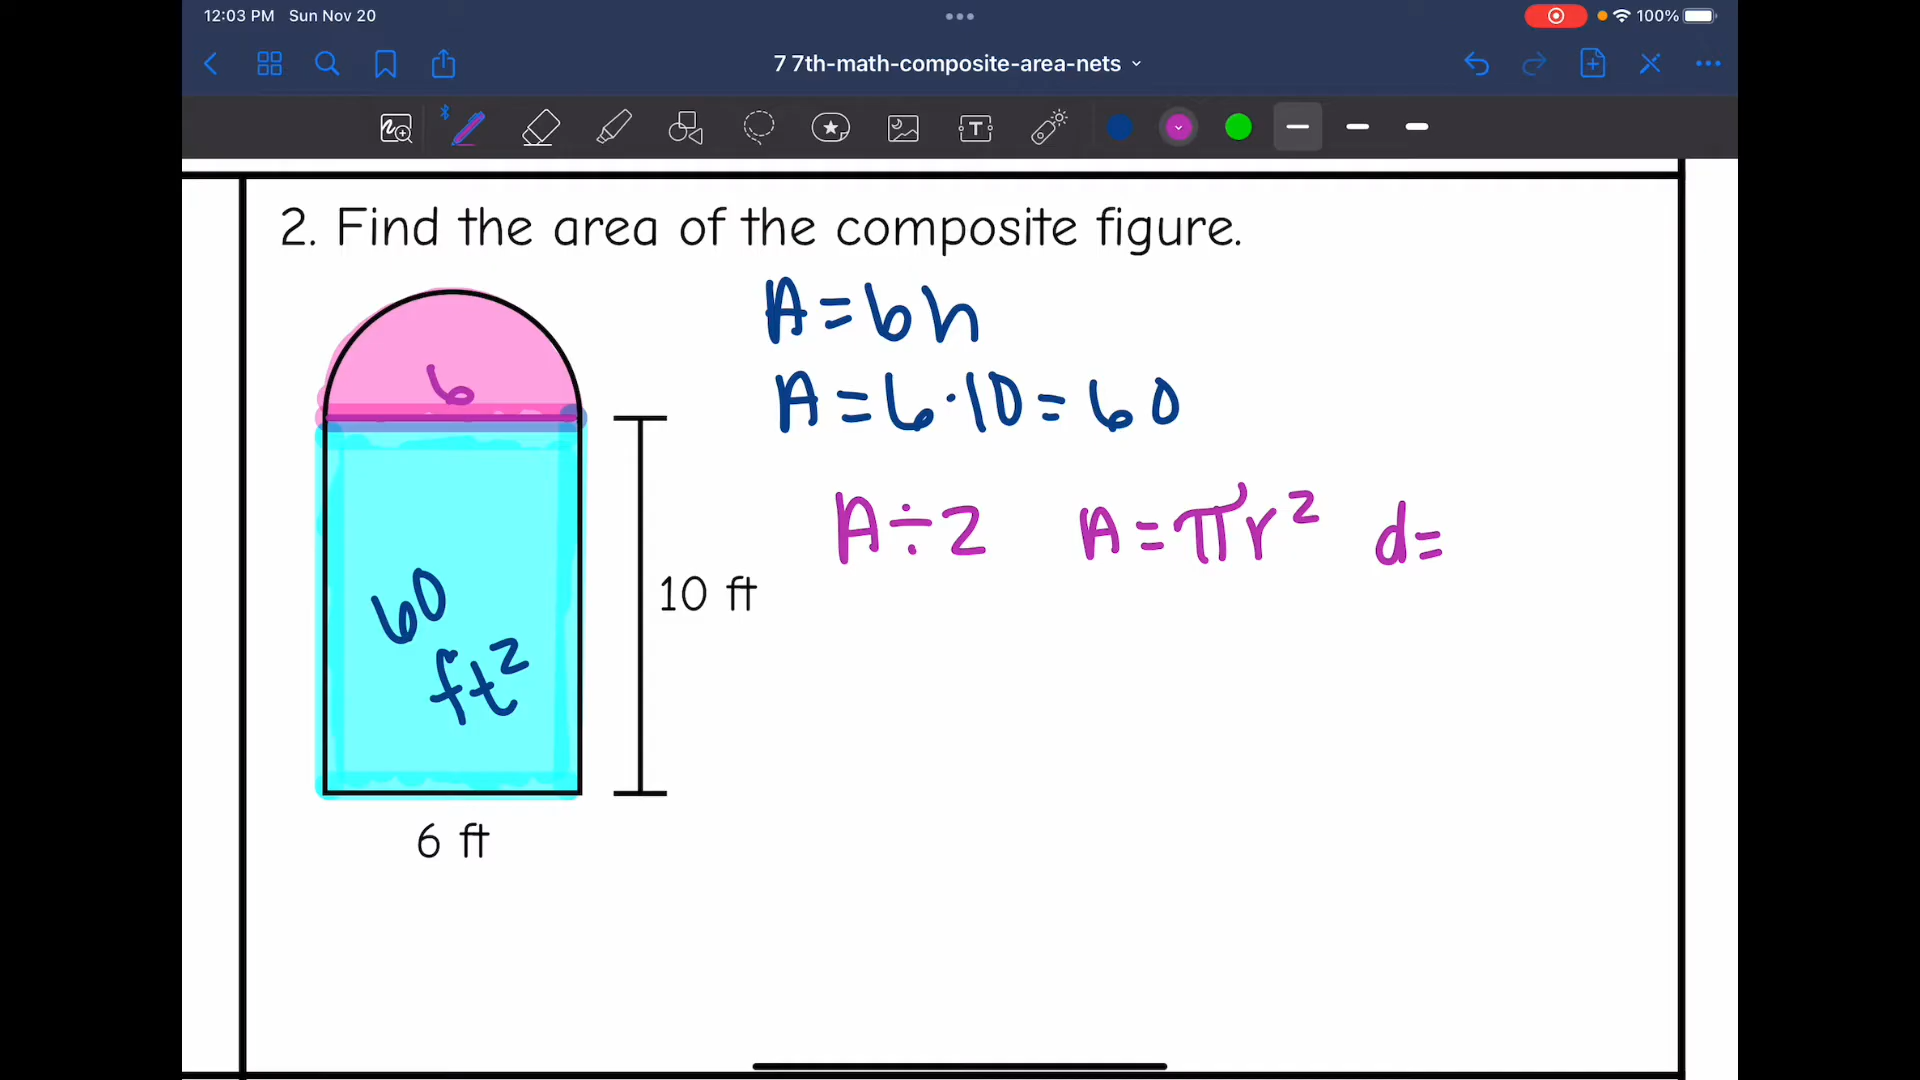 12:03 PM Sun Nov 20
100%
7 7th-math-composite-area-nets
T
2. Find the area of the composite figure.
A = bh
6
A = 6 · 10 = 60
A ÷ 2 A = πr² d=
10 ft
60
ft²
6 ft